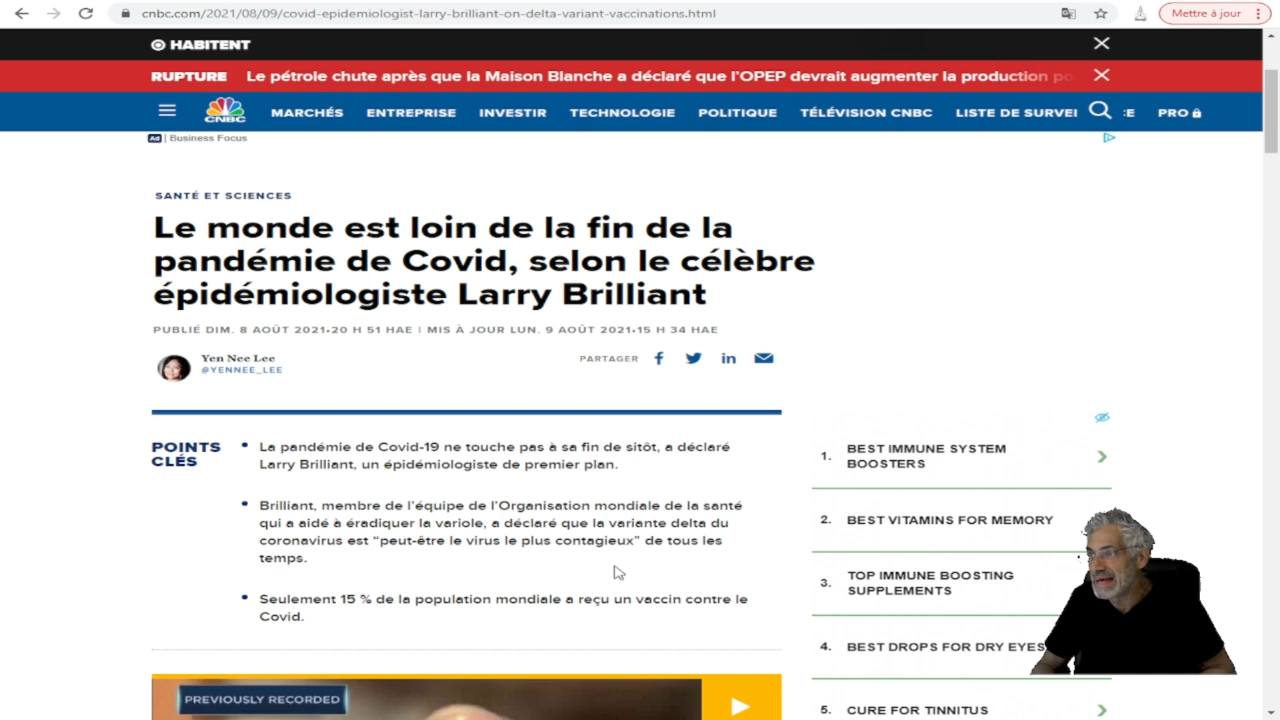 cnbc.com/2021/08/09/covid-epidemiologist-larry-brilliant-on-delta-variant-vaccinations.html
Mettre à jour
HABITENT
RUPTURE Le pétrole chute après que la Maison Blanche a déclaré que l'OPEP devrait augmenter la production
CNBC
MARCHÉS ENTREPRISE INVESTIR TECHNOLOGIE POLITIQUE TÉLÉVISION CNBC LISTE DE SURVEI CE PRO
Ad | Business Focus
SANTÉ ET SCIENCES
Le monde est loin de la fin de la
pandémie de Covid, selon le célèbre
épidémiologiste Larry Brilliant
PUBLIÉ DIM. 8 AOÛT 2021•20 H 51 HAE | MIS À JOUR LUN. 9 AOÛT 2021•15 H 34 HAE
Yen Nee Lee
@YENNEE_LEE
PARTAGER
POINTS
CLÉS
• La pandémie de Covid-19 ne touche pas à sa fin de sitôt, a déclaré
Larry Brilliant, un épidémiologiste de premier plan.
• Brilliant, membre de l'équipe de l'Organisation mondiale de la santé
qui a aidé à éradiquer la variole, a déclaré que la variante delta du
coronavirus est "peut-être le virus le plus contagieux" de tous les
temps.
• Seulement 15 % de la population mondiale a reçu un vaccin contre le
Covid.
PREVIOUSLY RECORDED
1. BEST IMMUNE SYSTEM
BOOSTERS
2. BEST VITAMINS FOR MEMORY
3. TOP IMMUNE BOOSTING
SUPPLEMENTS
4. BEST DROPS FOR DRY EYES
5. CURE FOR TINNITUS